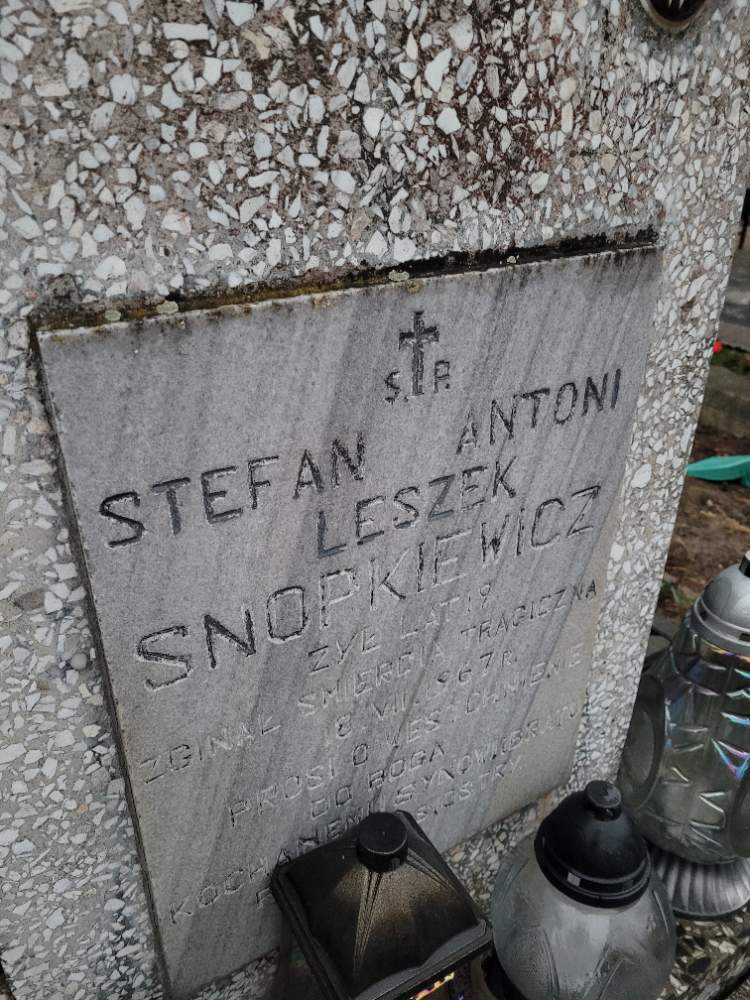 Ś. P.
STEFAN ANTONI
LESZEK
SNOPKIEWICZ
ŻYŁ LAT 19
ZGINĄŁ ŚMIERCIĄ TRAGICZNĄ
18 VII 1967 R.
PROSI O WESTCHNIENIE
DO BOGA
KOCHANEMU SYNOWI, BRATU
SIOSTRY